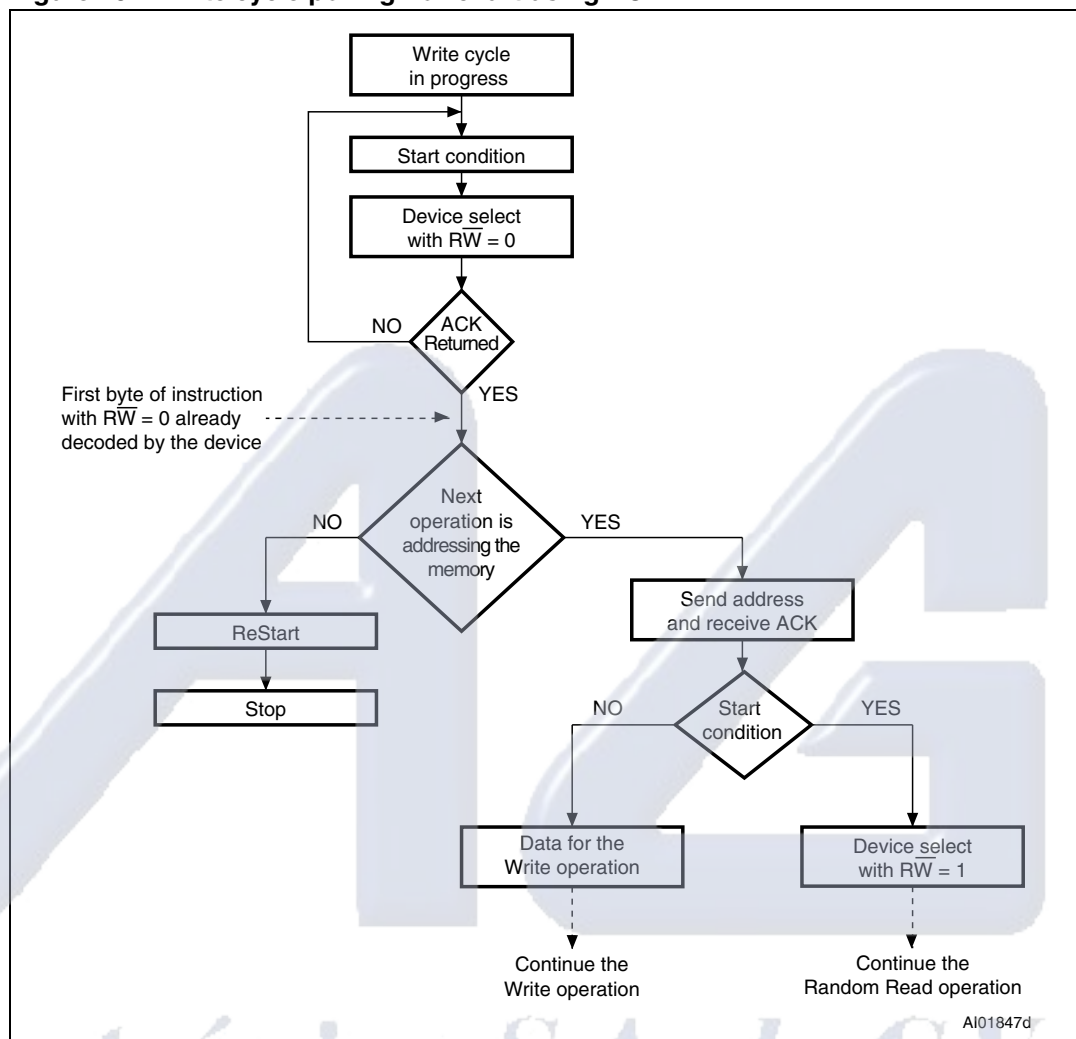 Write cycle
in progress
Start condition
Device select
with RW̅ = 0
ACK
Returned
NO
YES
First byte of instruction
with RW̅ = 0 already
decoded by the device
Next
operation is
addressing the
memory
NO
YES
ReStart
Stop
Send address
and receive ACK
Start
condition
NO
YES
Data for the
Write operation
Device select
with RW̅ = 1
Continue the
Write operation
Continue the
Random Read operation
AI01847d